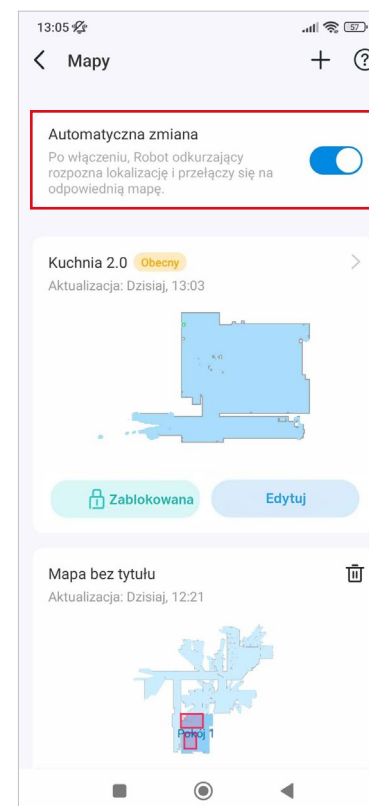 13:05
57
Mapy
Automatyczna zmiana
Po włączeniu, Robot odkurzający
rozpozna lokalizację i przełączy się na
odpowiednią mapę.
Kuchnia 2.0 Obecny
Aktualizacja: Dzisiaj, 13:03
Zablokowana
Edytuj
Mapa bez tytułu
Aktualizacja: Dzisiaj, 12:21
Pokój 1